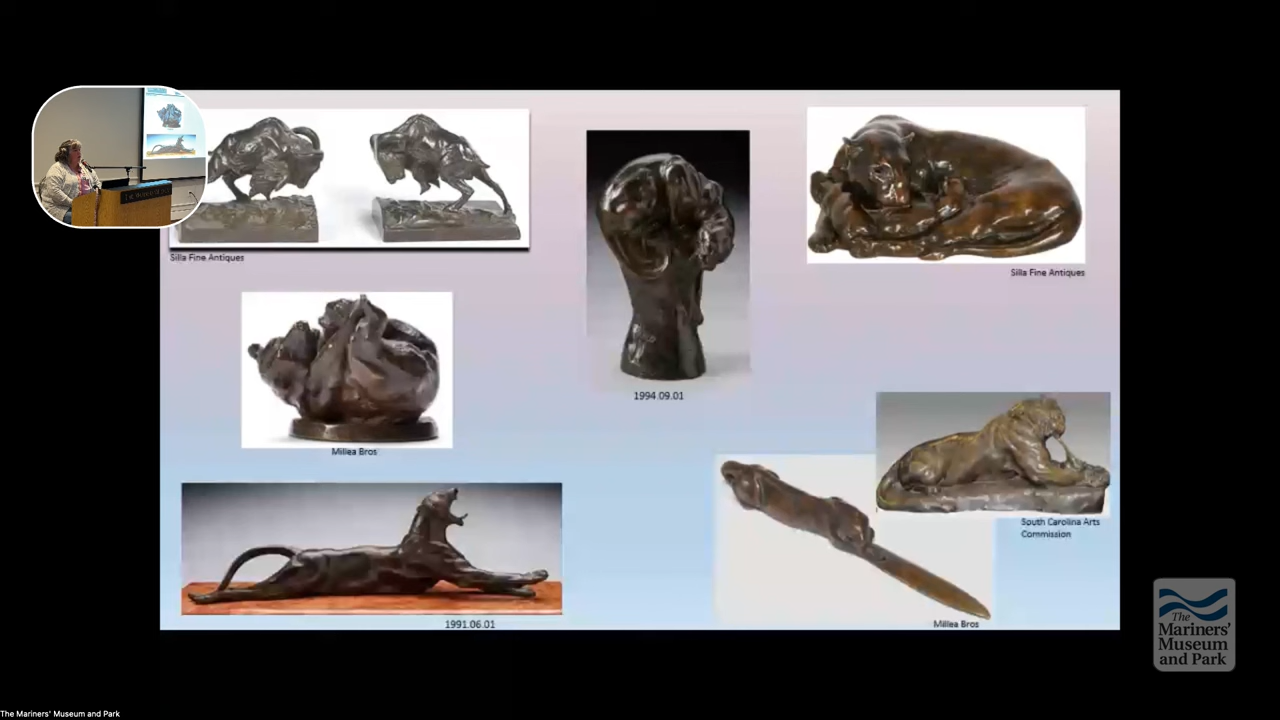 Silla Fine Antiques
1994.09.01
Silla Fine Antiques
Millea Bros
South Carolina Arts
Commission
1991.06.01
Millea Bros
The
Mariners'
Museum
and Park
The Mariners' Museum and Park